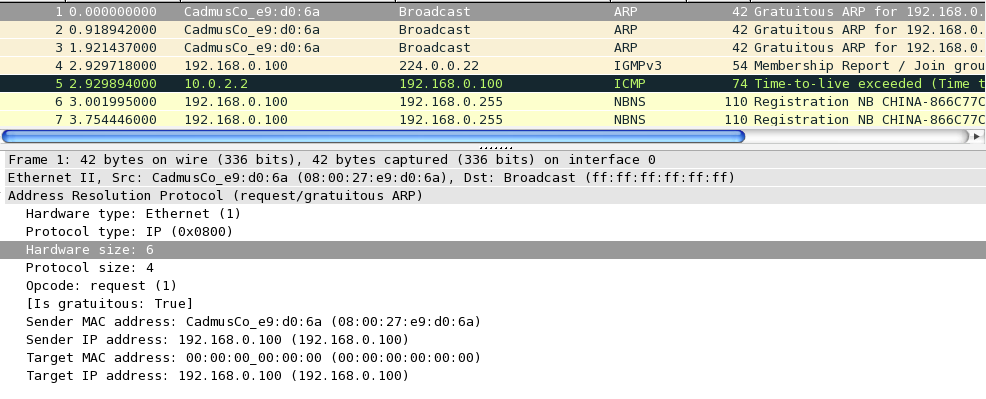 1 0.000000000 CadmusCo_e9:d0:6a Broadcast ARP 42 Gratuitous ARP for 192.168.0.
2 0.918942000 CadmusCo_e9:d0:6a Broadcast ARP 42 Gratuitous ARP for 192.168.0.
3 1.921437000 CadmusCo_e9:d0:6a Broadcast ARP 42 Gratuitous ARP for 192.168.0.
4 2.929718000 192.168.0.100 224.0.0.22 IGMPv3 54 Membership Report / Join grou
5 2.929894000 10.0.2.2 192.168.0.100 ICMP 74 Time-to-live exceeded (Time t
6 3.001995000 192.168.0.100 192.168.0.255 NBNS 110 Registration NB CHINA-866C77C
7 3.754446000 192.168.0.100 192.168.0.255 NBNS 110 Registration NB CHINA-866C77C
Frame 1: 42 bytes on wire (336 bits), 42 bytes captured (336 bits) on interface 0
Ethernet II, Src: CadmusCo_e9:d0:6a (08:00:27:e9:d0:6a), Dst: Broadcast (ff:ff:ff:ff:ff:ff)
Address Resolution Protocol (request/gratuitous ARP)
Hardware type: Ethernet (1)
Protocol type: IP (0x0800)
Hardware size: 6
Protocol size: 4
Opcode: request (1)
[Is gratuitous: True]
Sender MAC address: CadmusCo_e9:d0:6a (08:00:27:e9:d0:6a)
Sender IP address: 192.168.0.100 (192.168.0.100)
Target MAC address: 00:00:00_00:00:00 (00:00:00:00:00:00)
Target IP address: 192.168.0.100 (192.168.0.100)